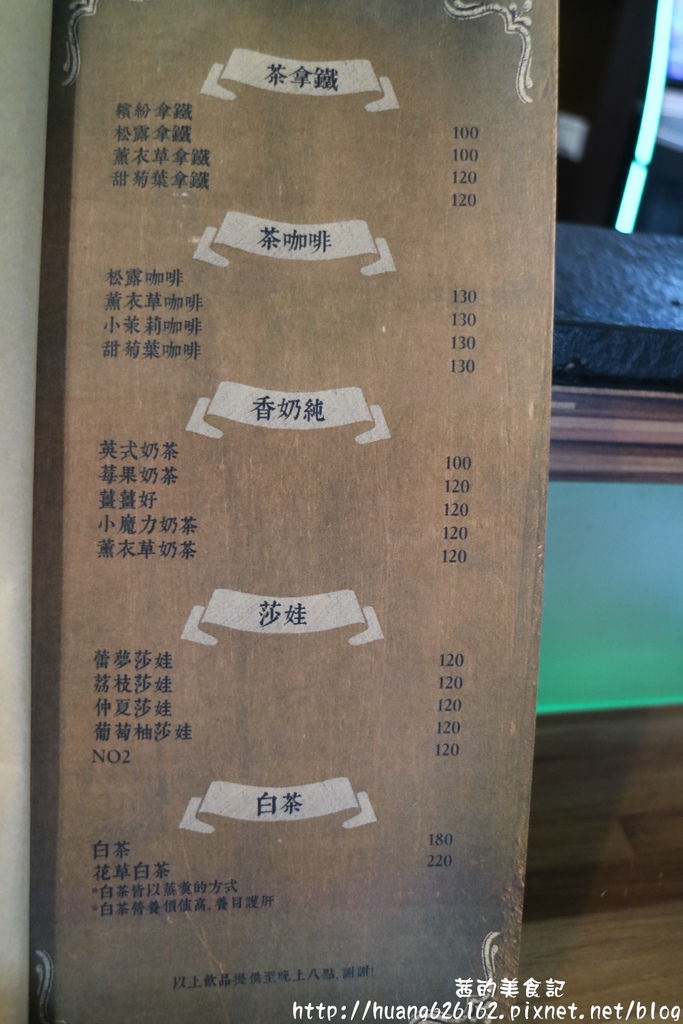 茶拿鐵
繽紛拿鐵 100
松露拿鐵 100
薰衣草拿鐵 120
甜菊葉拿鐵 120
茶咖啡
松露咖啡 130
薰衣草咖啡 130
小茉莉咖啡 130
甜菊葉咖啡 130
香奶純
英式奶茶 100
莓果奶茶 120
薑薑好 120
小魔力奶茶 120
薰衣草奶茶 120
莎娃
蕾夢莎娃 120
荔枝莎娃 120
仲夏莎娃 120
葡萄柚莎娃 120
NO2 120
白茶
白茶 180
花草白茶 220
*白茶皆以蒸煮的方式
*白茶營養價值高,養目護肝
以上飲品提供至晚上八點,謝謝!
茜的美食記
http://huang626162.pixnet.net/blog